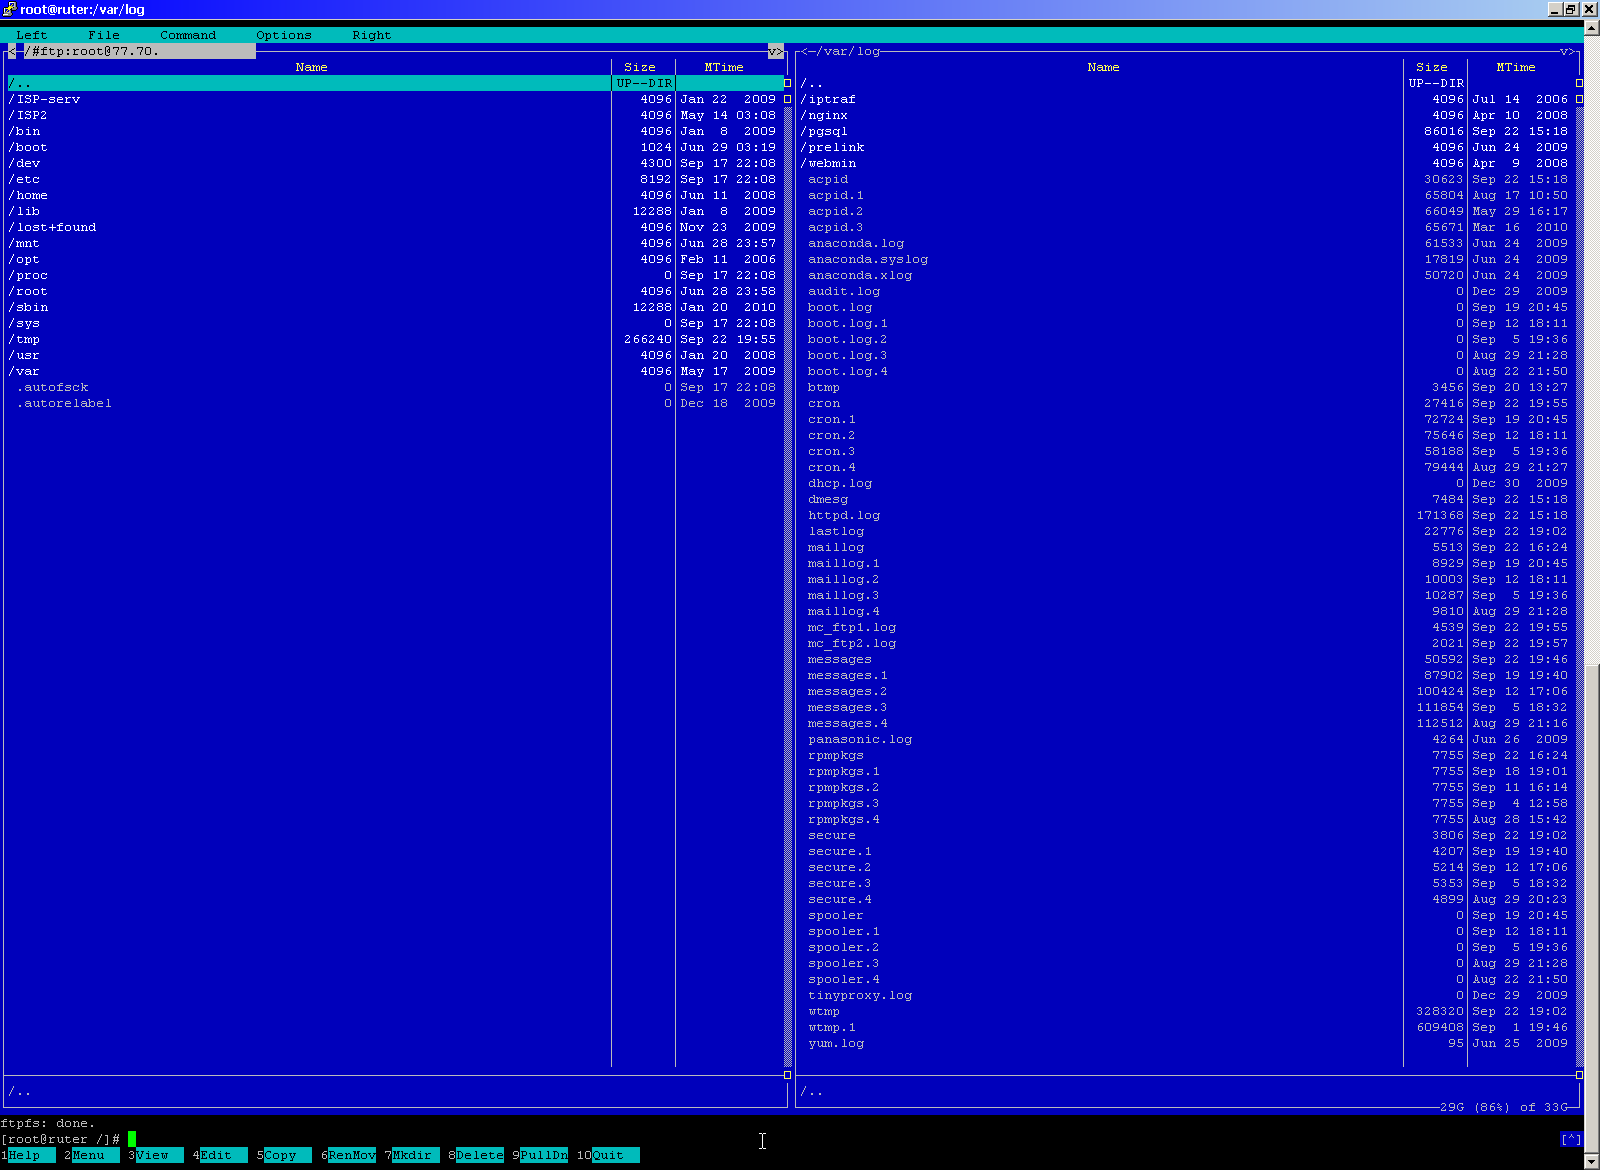 root@ruter:/var/log
Left File Command Options Right
<-/#ftp:root@77.70. v>
Name Size MTime
/.. UP--DIR
/ISP-serv 4096 Jan 22 2009
/ISP2 4096 May 14 03:08
/bin 4096 Jan 8 2009
/boot 1024 Jun 29 03:19
/dev 4300 Sep 17 22:08
/etc 8192 Sep 17 22:08
/home 4096 Jun 11 2008
/lib 12288 Jan 8 2009
/lost+found 4096 Nov 23 2009
/mnt 4096 Jun 28 23:57
/opt 4096 Feb 11 2006
/proc 0 Sep 17 22:08
/root 4096 Jun 28 23:58
/sbin 12288 Jan 20 2010
/sys 0 Sep 17 22:08
/tmp 266240 Sep 22 19:55
/usr 4096 Jan 20 2008
/var 4096 May 17 2009
.autofsck 0 Sep 17 22:08
.autorelabel 0 Dec 18 2009
/..
<-/var/log v>
Name Size MTime
/.. UP--DIR
/iptraf 4096 Jul 14 2006
/nginx 4096 Apr 10 2008
/pgsql 86016 Sep 22 15:18
/prelink 4096 Jun 24 2009
/webmin 4096 Apr 9 2008
acpid 30623 Sep 22 15:18
acpid.1 65804 Aug 17 10:50
acpid.2 66049 May 29 16:17
acpid.3 65671 Mar 16 2010
anaconda.log 61533 Jun 24 2009
anaconda.syslog 17819 Jun 24 2009
anaconda.xlog 50720 Jun 24 2009
audit.log 0 Dec 29 2009
boot.log 0 Sep 19 20:45
boot.log.1 0 Sep 12 18:11
boot.log.2 0 Sep 5 19:36
boot.log.3 0 Aug 29 21:28
boot.log.4 0 Aug 22 21:50
btmp 3456 Sep 20 13:27
cron 27416 Sep 22 19:55
cron.1 72724 Sep 19 20:45
cron.2 75646 Sep 12 18:11
cron.3 58188 Sep 5 19:36
cron.4 79444 Aug 29 21:27
dhcp.log 0 Dec 30 2009
dmesg 7484 Sep 22 15:18
httpd.log 171368 Sep 22 15:18
lastlog 22776 Sep 22 19:02
maillog 5513 Sep 22 16:24
maillog.1 8929 Sep 19 20:45
maillog.2 10003 Sep 12 18:11
maillog.3 10287 Sep 5 19:36
maillog.4 9810 Aug 29 21:28
mc_ftp1.log 4539 Sep 22 19:55
mc_ftp2.log 2021 Sep 22 19:57
messages 50592 Sep 22 19:46
messages.1 87902 Sep 19 19:40
messages.2 100424 Sep 12 17:06
messages.3 111854 Sep 5 18:32
messages.4 112512 Aug 29 21:16
panasonic.log 4264 Jun 26 2009
rpmpkgs 7755 Sep 22 16:24
rpmpkgs.1 7755 Sep 18 19:01
rpmpkgs.2 7755 Sep 11 16:14
rpmpkgs.3 7755 Sep 4 12:58
rpmpkgs.4 7755 Aug 28 15:42
secure 3806 Sep 22 19:02
secure.1 4207 Sep 19 19:40
secure.2 5214 Sep 12 17:06
secure.3 5353 Sep 5 18:32
secure.4 4899 Aug 29 20:23
spooler 0 Sep 19 20:45
spooler.1 0 Sep 12 18:11
spooler.2 0 Sep 5 19:36
spooler.3 0 Aug 29 21:28
spooler.4 0 Aug 22 21:50
tinyproxy.log 0 Dec 29 2009
wtmp 328320 Sep 22 19:02
wtmp.1 609408 Sep 1 19:46
yum.log 95 Jun 25 2009
/..
29G (86%) of 33G
ftpfs: done.
[root@ruter /]# [^]
1Help 2Menu 3View 4Edit 5Copy 6RenMov 7Mkdir 8Delete 9PullDn 10Quit